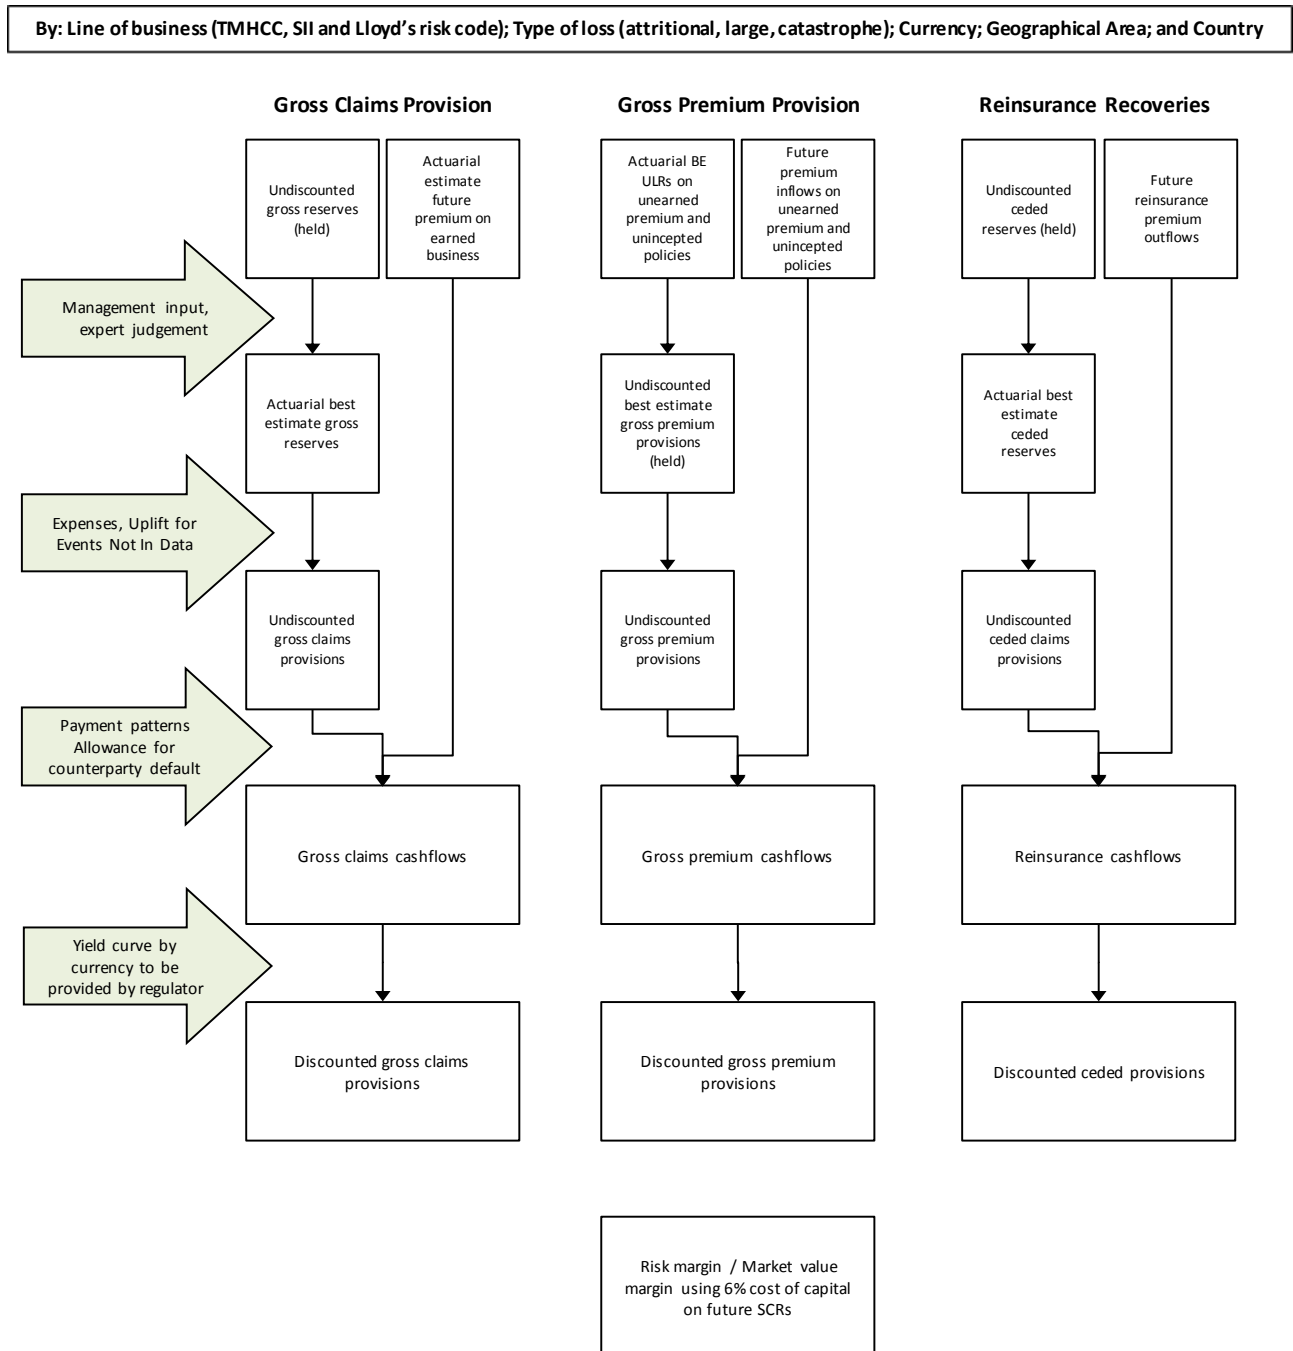 By: Line of business (TMHCC, SII and Lloyd's risk code); Type of loss (attritional, large, catastrophe); Currency; Geographical Area; and Country
Gross Claims Provision
Gross Premium Provision
Reinsurance Recoveries
Undiscounted
gross reserves
(held)
Actuarial
estimate
future
premium on
earned
business
Actuarial BE
ULRs on
unearned
premium and
unincepted
policies
Future
premium
inflows on
unearned
premium and
unincepted
policies
Undiscounted
ceded
reserves (held)
Future
reinsurance
premium
outflows
Management input,
expert judgement
Actuarial best
estimate gross
reserves
Undiscounted
best estimate
gross premium
provisions
(held)
Actuarial best
estimate
ceded
reserves
Expenses, Uplift for
Events Not In Data
Undiscounted
gross claims
provisions
Undiscounted
gross premium
provisions
Undiscounted
ceded claims
provisions
Payment patterns
Allowance for
counterparty default
Gross claims cashflows
Gross premium cashflows
Reinsurance cashflows
Yield curve by
currency to be
provided by regulator
Discounted gross claims
provisions
Discounted gross premium
provisions
Discounted ceded provisions
Risk margin / Market value
margin using 6% cost of capital
on future SCRs